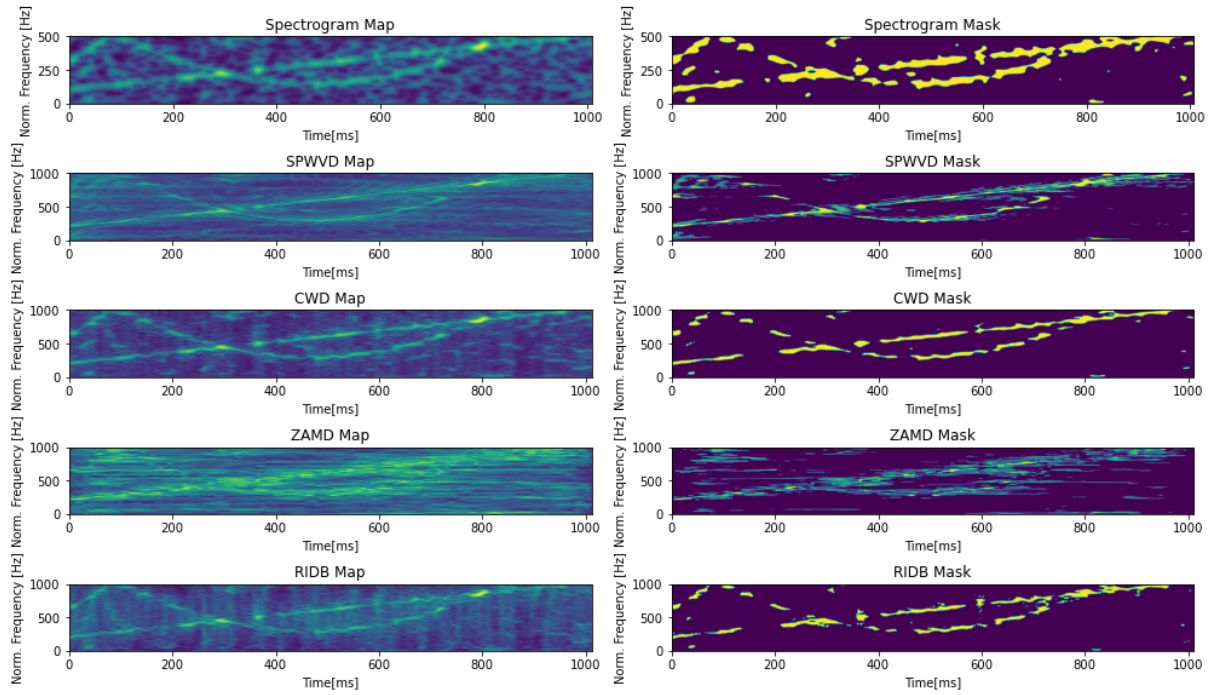 Spectrogram Map
Norm. Frequency [Hz]
500
250
0
0 200 400 600 800 1000
Time[ms]
Spectrogram Mask
Norm. Frequency [Hz]
500
250
0
0 200 400 600 800 1000
Time[ms]
SPWVD Map
Norm. Frequency [Hz]
1000
500
0
0 200 400 600 800 1000
Time[ms]
SPWVD Mask
Norm. Frequency [Hz]
1000
500
0
0 200 400 600 800 1000
Time[ms]
CWD Map
Norm. Frequency [Hz]
1000
500
0
0 200 400 600 800 1000
Time[ms]
CWD Mask
Norm. Frequency [Hz]
1000
500
0
0 200 400 600 800 1000
Time[ms]
ZAMD Map
Norm. Frequency [Hz]
1000
500
0
0 200 400 600 800 1000
Time[ms]
ZAMD Mask
Norm. Frequency [Hz]
1000
500
0
0 200 400 600 800 1000
Time[ms]
RIDB Map
Norm. Frequency [Hz]
1000
500
0
0 200 400 600 800 1000
Time[ms]
RIDB Mask
Norm. Frequency [Hz]
1000
500
0
0 200 400 600 800 1000
Time[ms]